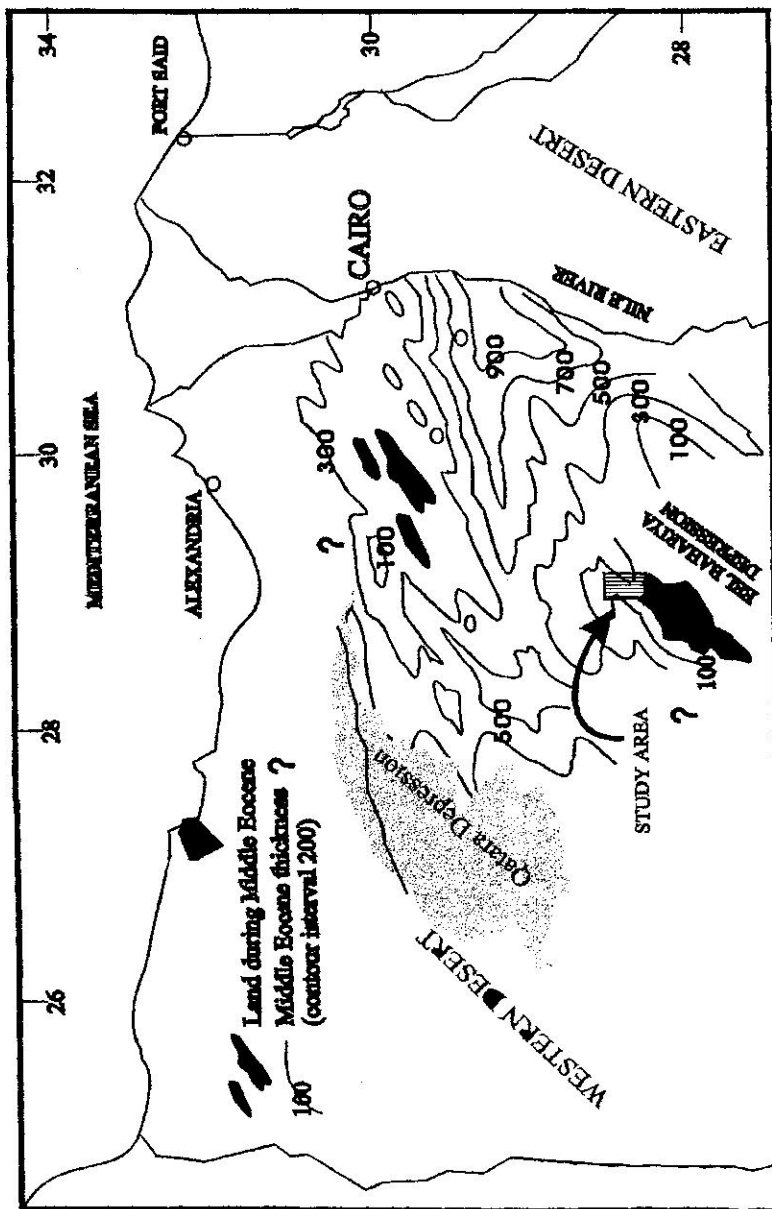 26
28
30
32
34
30
28
MEDITERRANEAN SEA
PORT SAID
ALEXANDRIA
CAIRO
Land during Middle Eocene
Middle Eocene thickness ?
(contour interval 200)
100
300
?
100
900
700
500
300
100
500
100
?
Qatara Depression
WESTERN DESERT
EASTERN DESERT
NILE RIVER
EL BAHARIYA
DEPRESSION
STUDY AREA